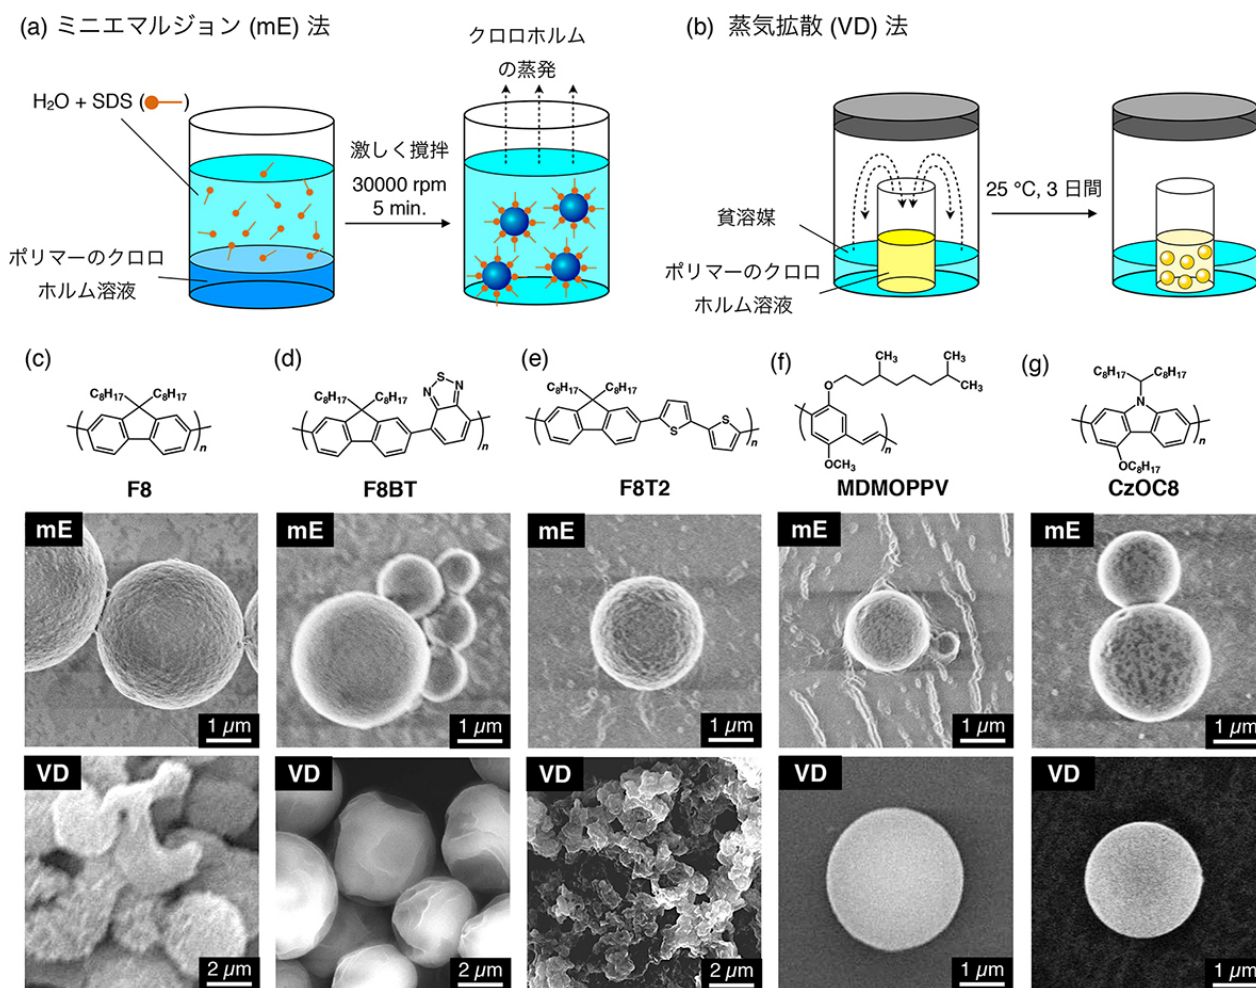 (a) ミニエマルジョン (mE) 法
H₂O + SDS ( )
ポリマーのクロロ
ホルム溶液
激しく攪拌
30000 rpm
5 min.
クロロホルム
の蒸発
(b) 蒸気拡散 (VD) 法
貧溶媒
ポリマーのクロロ
ホルム溶液
25 °C, 3 日間
(c)
C₈H₁₇ C₈H₁₇
n
F8
(d)
C₈H₁₇ C₈H₁₇
N S N
n
F8BT
(e)
C₈H₁₇ C₈H₁₇
S
S
n
F8T2
(f)
CH₃
CH₃
O
CH₃
OCH₃
n
MDMOPPV
(g)
C₈H₁₇
C₈H₁₇
N
n
OC₈H₁₇
CzOC8
mE
1 μm
mE
1 μm
mE
1 μm
mE
1 μm
mE
1 μm
VD
2 μm
VD
2 μm
VD
2 μm
VD
1 μm
VD
1 μm